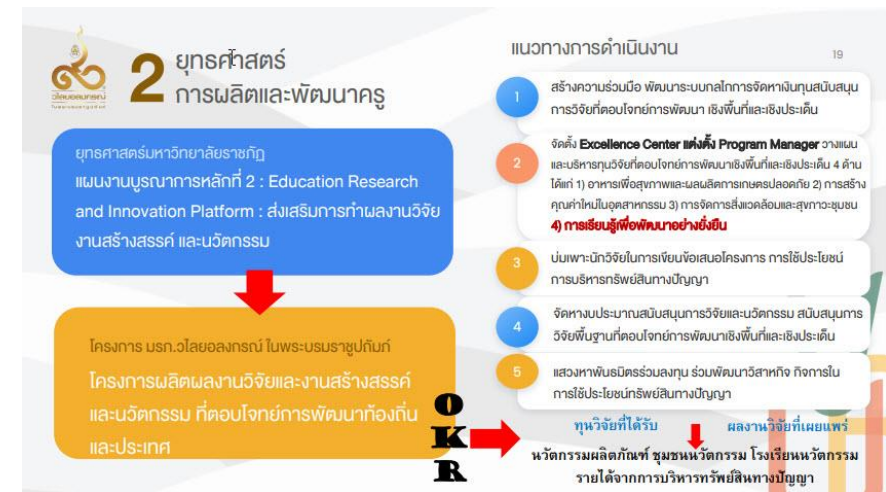 วไลยอลงกรณ์
2
ยุทธศาสตร์
การผลิตและพัฒนาครู
ยุทธศาสตร์มหาวิทยาลัยราชภัฏ
แผนงานบูรณาการหลักที่ 2 : Education Research
and Innovation Platform : ส่งเสริมการทำผลงานวิจัย
งานสร้างสรรค์ และนวัตกรรม
โครงการ มรภ.วไลยอลงกรณ์ ในพระบรมราชูปถัมภ์
โครงการผลิตผลงานวิจัยและงานสร้างสรรค์
และนวัตกรรม ที่ตอบโจทย์การพัฒนาท้องถิ่น
และประเทศ
O
K
R
แนวทางการดำเนินงาน
19
1
สร้างความร่วมมือ พัฒนาระบบกลไกการจัดหาเงินทุนสนับสนุน
การวิจัยที่ตอบโจทย์การพัฒนา เชิงพื้นที่และเชิงประเด็น
2
จัดตั้ง Excellence Center แต่งตั้ง Program Manager วางแผน
และบริหารทุนวิจัยที่ตอบโจทย์การพัฒนาเชิงพื้นที่และเชิงประเด็น 4 ด้าน
ได้แก่ 1) อาหารเพื่อสุขภาพและผลผลิตการเกษตรปลอดภัย 2) การสร้าง
คุณค่าใหม่ในอุตสาหกรรม 3) การจัดการสิ่งแวดล้อมและสุขภาวะชุมชน
4) การเรียนรู้เพื่อพัฒนาอย่างยั่งยืน
3
บ่มเพาะนักวิจัยในการเขียนข้อเสนอโครงการ การใช้ประโยชน์
การบริหารทรัพย์สินทางปัญญา
4
จัดหางบประมาณสนับสนุนการวิจัยและนวัตกรรม สนับสนุนการ
วิจัยพื้นฐานที่ตอบโจทย์การพัฒนาเชิงพื้นที่และเชิงประเด็น
5
แสวงหาพันธมิตรร่วมลงทุน ร่วมพัฒนาวิสาหกิจ กิจการใน
การใช้ประโยชน์ทรัพย์สินทางปัญญา
ทุนวิจัยที่ได้รับ ผลงานวิจัยที่เผยแพร่
นวัตกรรมผลิตภัณฑ์ ชุมชนนวัตกรรม โรงเรียนนวัตกรรม
รายได้จากการบริหารทรัพย์สินทางปัญญา